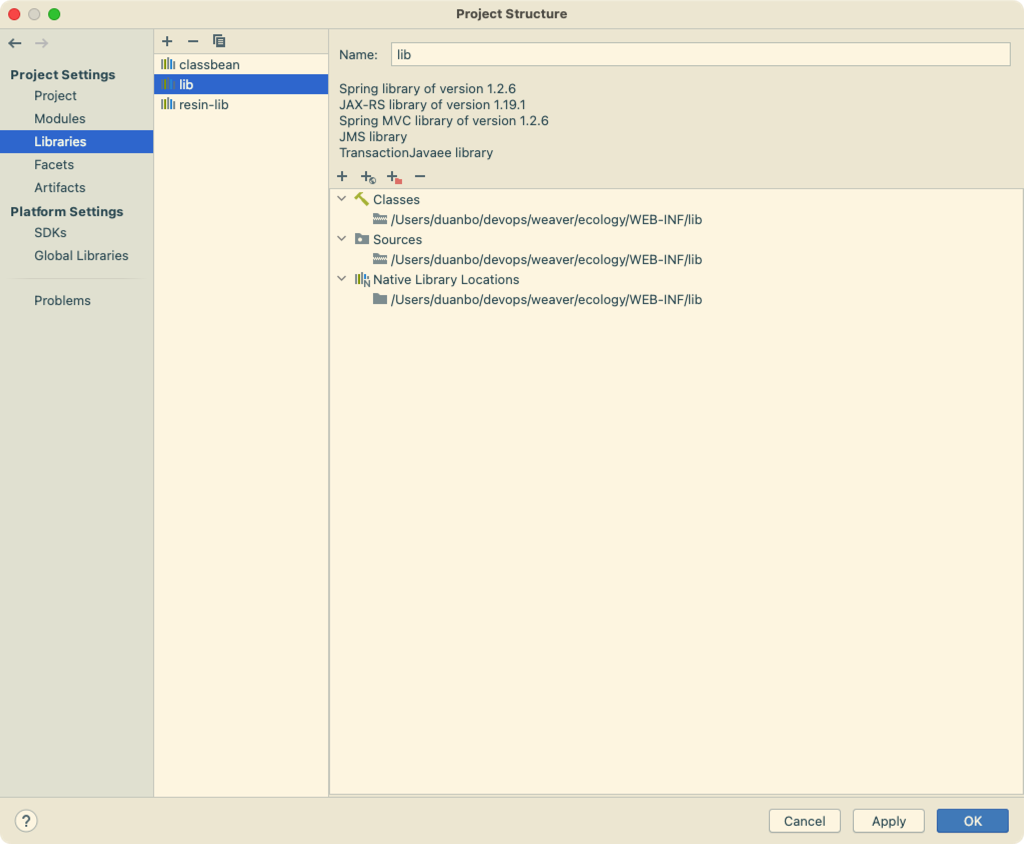 Project Structure
Project Settings
Project
Modules
Libraries
Facets
Artifacts
Platform Settings
SDKs
Global Libraries
Problems
classbean
lib
resin-lib
Name: lib
Spring library of version 1.2.6
JAX-RS library of version 1.19.1
Spring MVC library of version 1.2.6
JMS library
TransactionJavaee library
Classes
/Users/duanbo/devops/weaver/ecology/WEB-INF/lib
Sources
/Users/duanbo/devops/weaver/ecology/WEB-INF/lib
Native Library Locations
/Users/duanbo/devops/weaver/ecology/WEB-INF/lib
? Cancel Apply OK